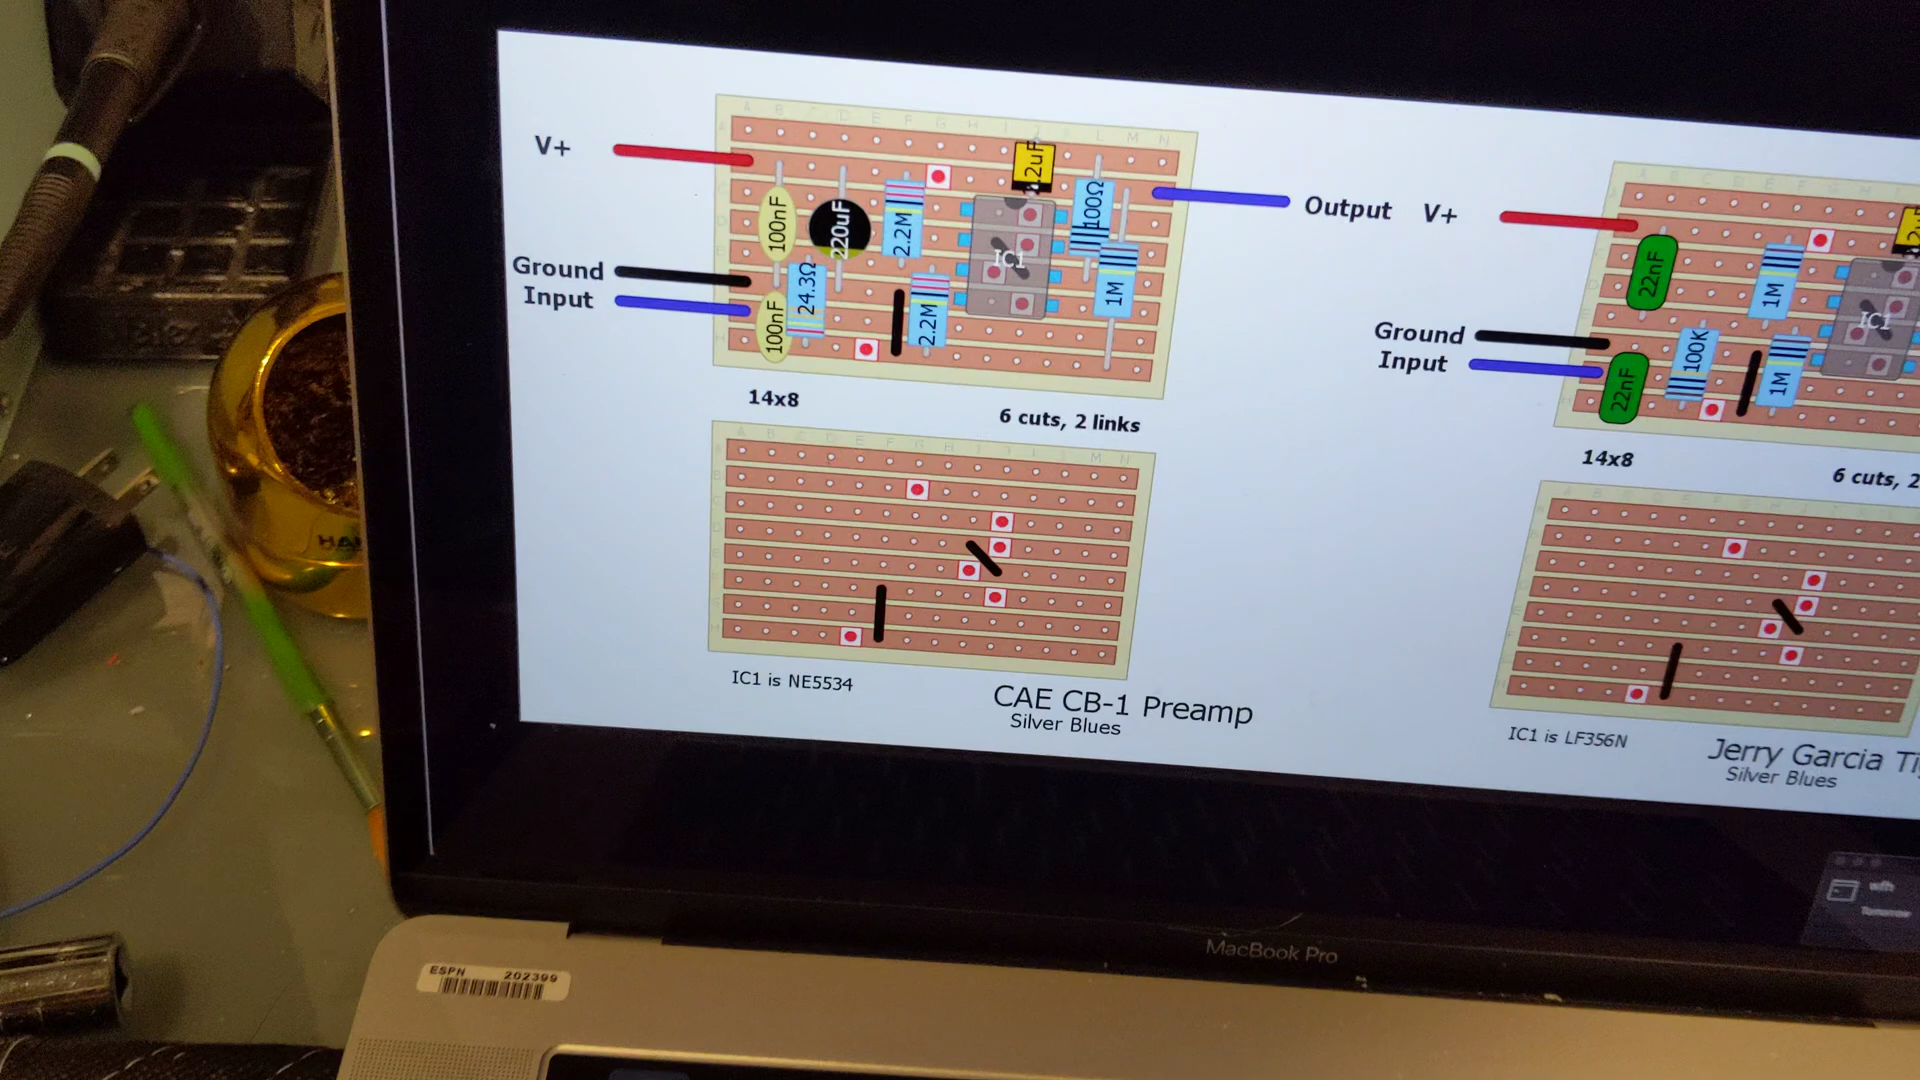 V+
Ground
Input
100nF
220uF
2.2M
24.3Ω
100nF
2.2M
IC1
100Ω
1M
Output
14x8
6 cuts, 2 links
IC1 is NE5534
CAE CB-1 Preamp
Silver Blues
V+
Ground
Input
22nF
22nF
100K
1M
1M
IC1
14x8
6 cuts, 2
IC1 is LF356N
Jerry Garcia Ti
Silver Blues
wfh
Tomorrow
MacBook Pro
ESPN 202399